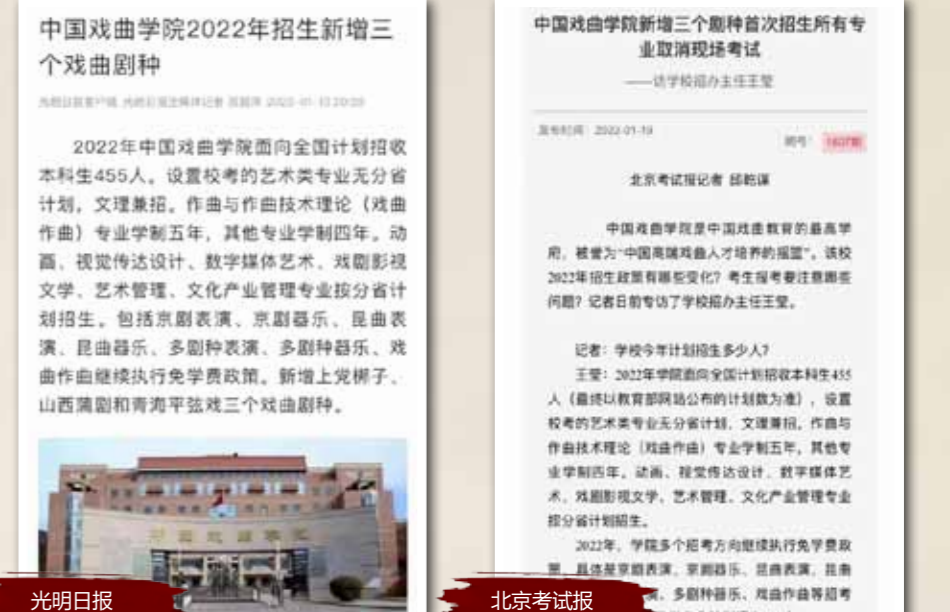 中国戏曲学院2022年招生新增三
个戏曲剧种
2022年中国戏曲学院面向全国计划招收
本科生455人。设置校考的艺术类专业无分省
计划，文理兼招。作曲与作曲技术理论（戏曲
作曲）专业学制五年，其他专业学制四年。动
画、视觉传达设计、数字媒体艺术、戏剧影视
文学、艺术管理、文化产业管理专业按分省计
划招生。包括京剧表演、京剧器乐、昆曲表
演、昆曲器乐、多剧种表演、多剧种器乐、戏
曲作曲继续执行免学费政策。新增上党梆子、
山西蒲剧和青海平弦戏三个戏曲剧种。
光明日报
中国戏曲学院新增三个剧种首次招生所有专
业取消现场考试
——访学校招办主任王莹
发布时间：2022-01-19
期号：
北京考试报记者 邱乾谋
中国戏曲学院是中国戏曲教育的最高学
府，被誉为“中国高端戏曲人才培养的摇篮”。该校
2022年招生政策有哪些变化？考生报考要注意哪些
问题？记者日前专访了学校招办主任王莹。
记者：学校今年计划招生多少人？
王莹：2022年学院面向全国计划招收本科生455
人（最终以教育部网站公布的计划数为准），设置
校考的艺术类专业无分省计划，文理兼招。作曲与
作曲技术理论（戏曲作曲）专业学制五年，其他专
业学制四年。动画、视觉传达设计、数字媒体艺
术、戏剧影视文学、艺术管理、文化产业管理专业
按分省计划招生。
2022年，学院多个招考方向继续执行免学费政
策，具体是京剧表演、京剧器乐、昆曲表演、昆曲
多剧种器乐、戏曲作曲等招考
北京考试报